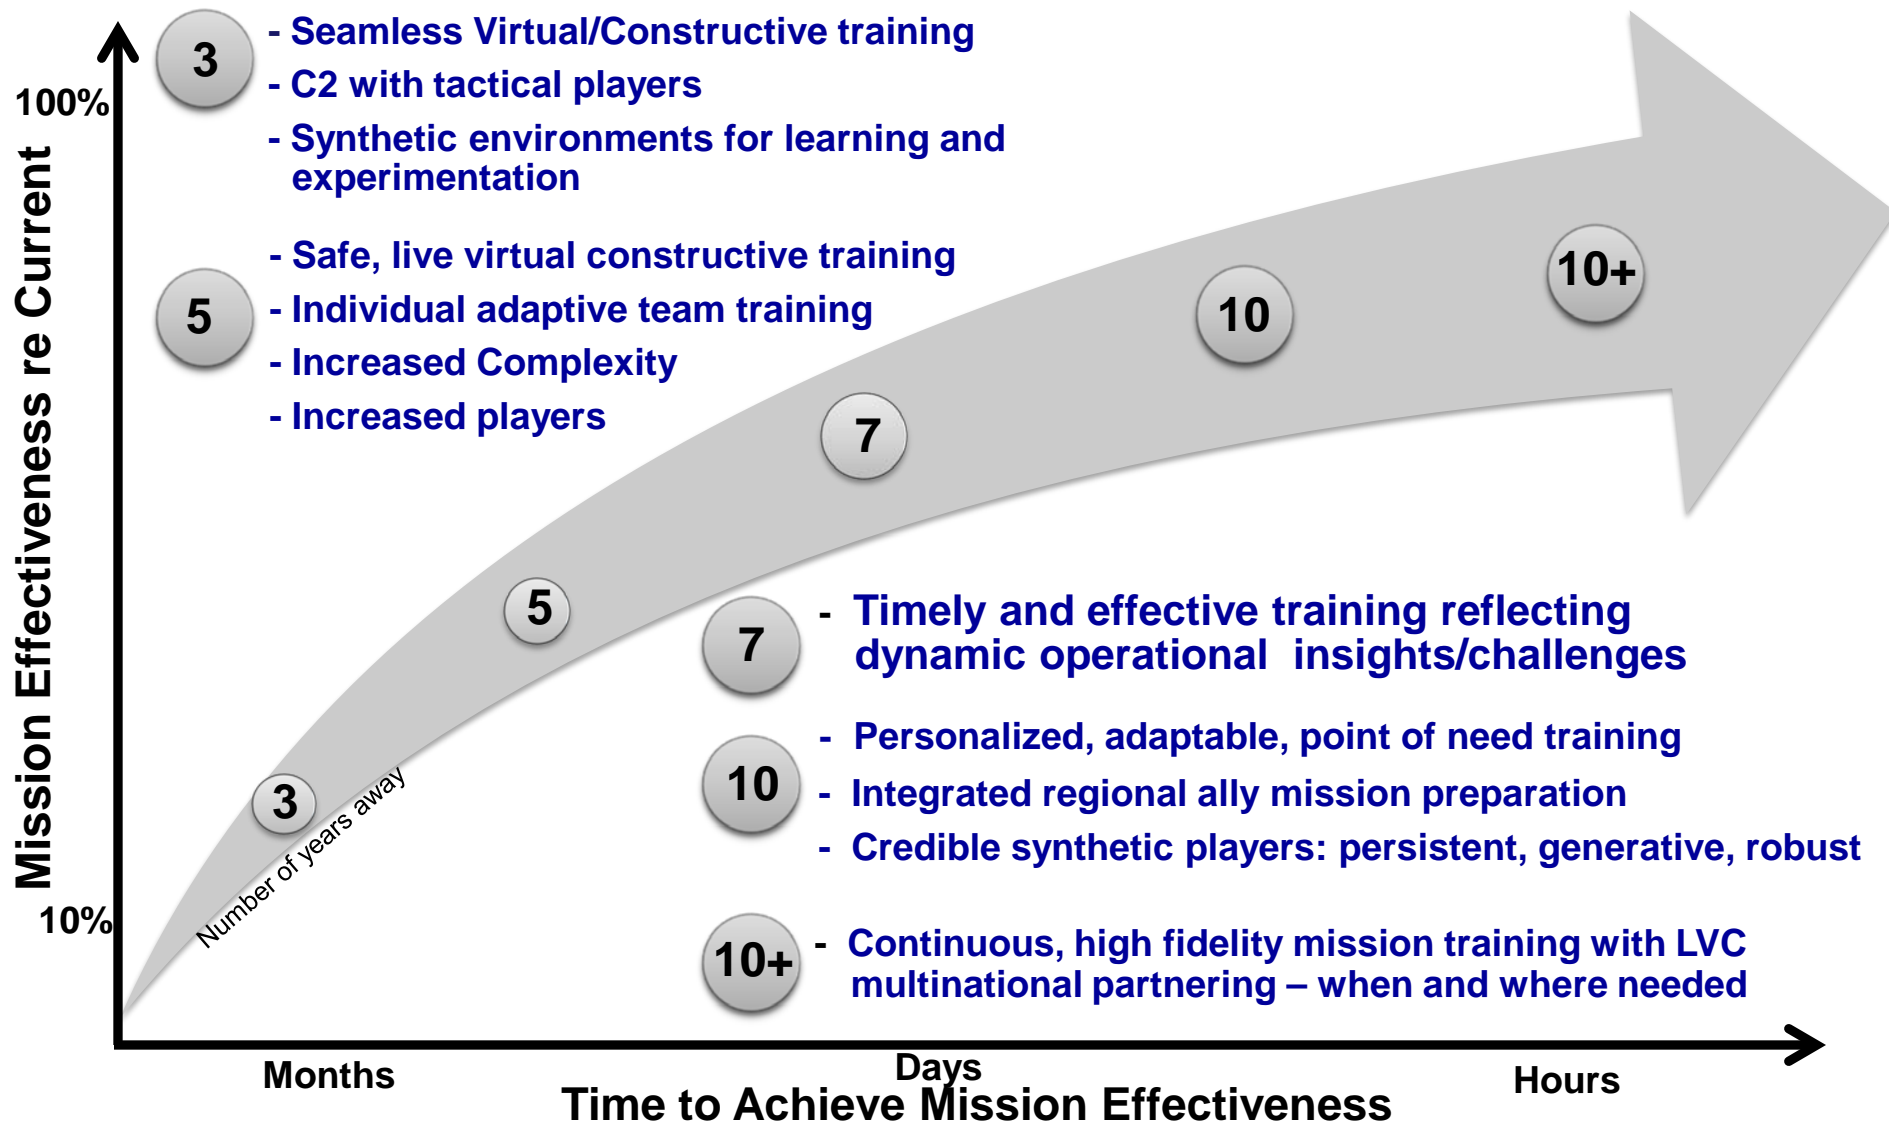 3
- Seamless Virtual/Constructive training
- C2 with tactical players
- Synthetic environments for learning and
experimentation
5
- Safe, live virtual constructive training
- Individual adaptive team training
- Increased Complexity
- Increased players
100%
Mission Effectiveness re Current
10%
3
5
7
10
10+
Number of years away
7
- Timely and effective training reflecting
dynamic operational insights/challenges
10
- Personalized, adaptable, point of need training
- Integrated regional ally mission preparation
- Credible synthetic players: persistent, generative, robust
10+
- Continuous, high fidelity mission training with LVC
multinational partnering – when and where needed
Months
Days
Hours
Time to Achieve Mission Effectiveness